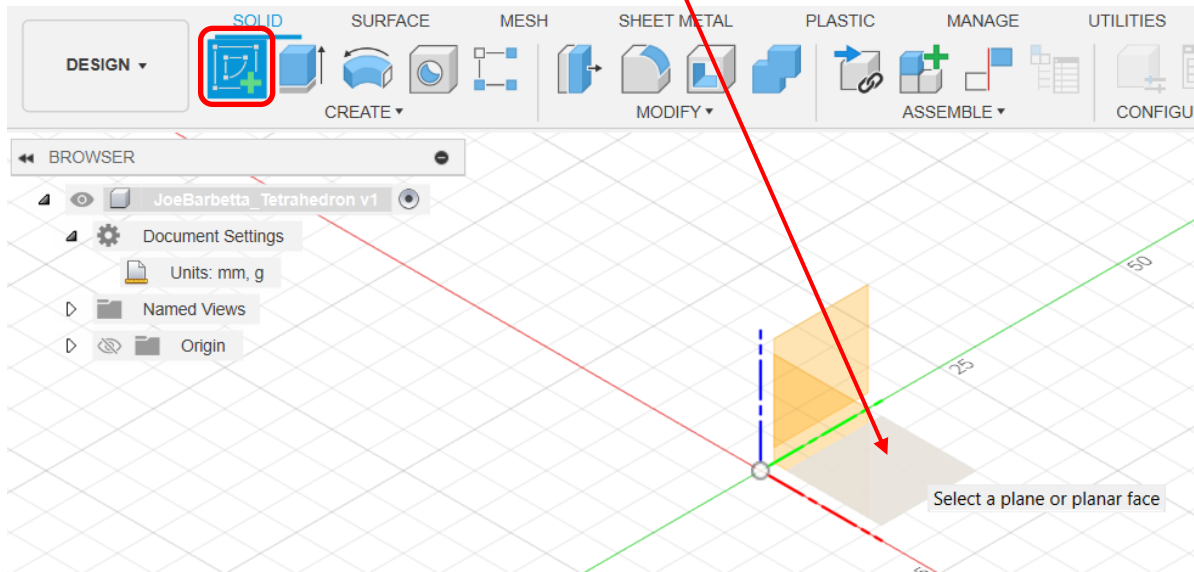 SOLID SURFACE MESH SHEET METAL PLASTIC MANAGE UTILITIES
DESIGN ▾
CREATE ▾ MODIFY ▾ ASSEMBLE ▾ CONFIGU
BROWSER
JoeBarbetta_Tetrahedron v1
Document Settings
Units: mm, g
Named Views
Origin
50
25
Select a plane or planar face